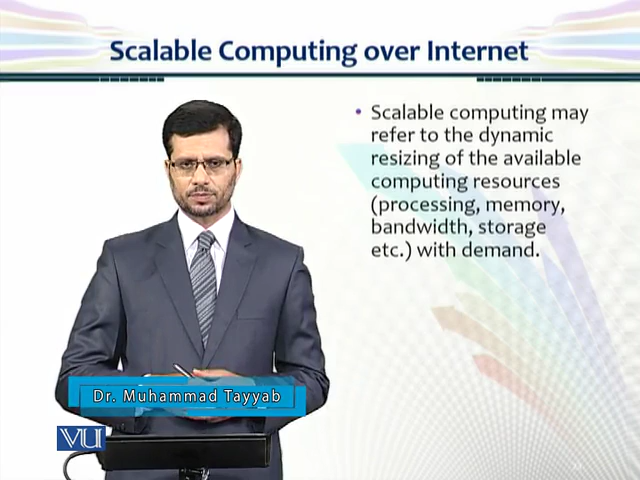 Scalable Computing over Internet
• Scalable computing may
refer to the dynamic
resizing of the available
computing resources
(processing, memory,
bandwidth, storage
etc.) with demand.
Dr. Muhammad Tayyab
VU